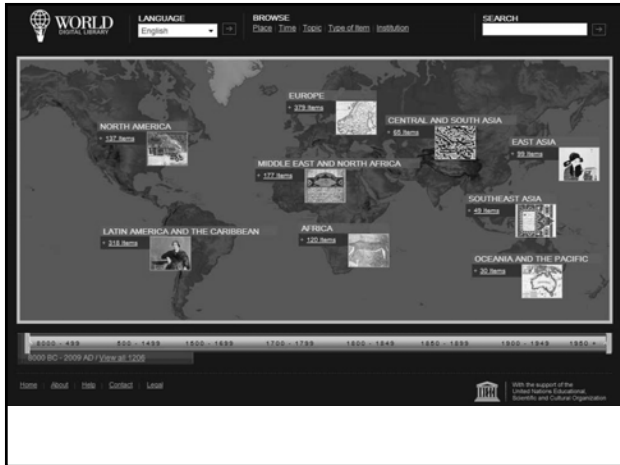 WORLD
DIGITAL LIBRARY
LANGUAGE
English
BROWSE
Place Time Topic Type of Item Institution
SEARCH
EUROPE
379 Items
CENTRAL AND SOUTH ASIA
65 Items
NORTH AMERICA
137 Items
EAST ASIA
99 Items
MIDDLE EAST AND NORTH AFRICA
177 Items
SOUTHEAST ASIA
48 Items
LATIN AMERICA AND THE CARIBBEAN
318 Items
AFRICA
120 Items
OCEANIA AND THE PACIFIC
30 Items
8000 - 499 500 - 1499 1500 - 1699 1700 - 1799 1800 - 1849 1850 - 1899 1900 - 1949 1950 +
8000 BC - 2009 AD / View all 1206
Home | About | Help | Contact | Legal
With the support of the
United Nations Educational,
Scientific and Cultural Organization